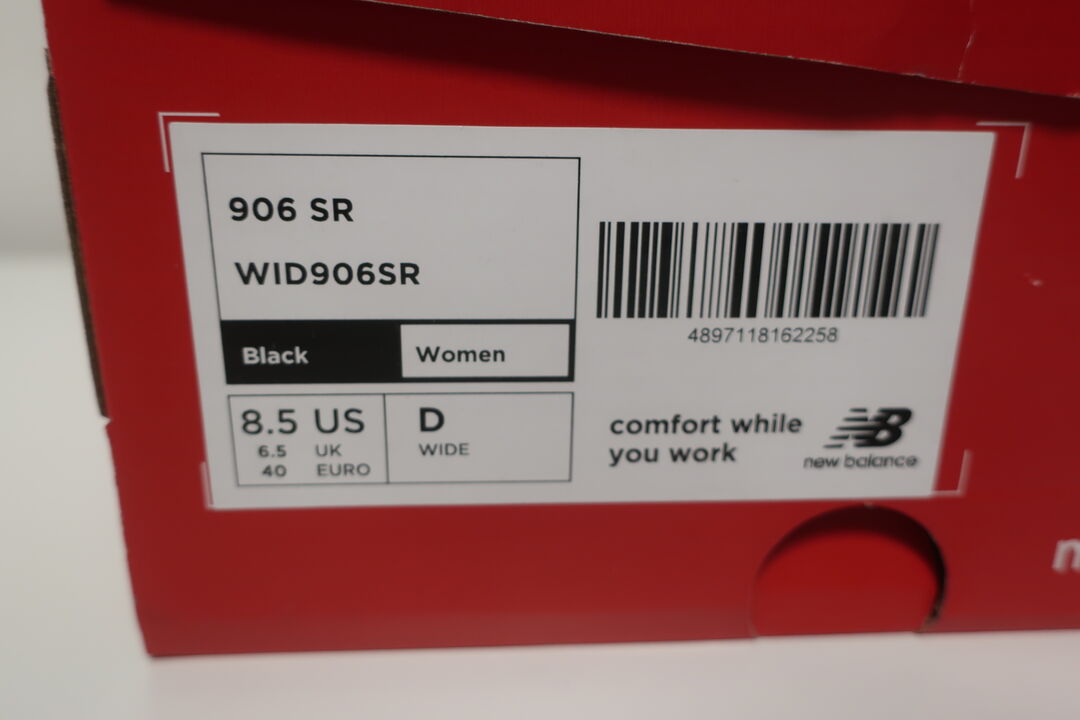 906 SR
WID906SR
Black
Women
8.5 US
6.5 UK
40 EURO
D
WIDE
4897118162258
comfort while
you work
NB
new balance